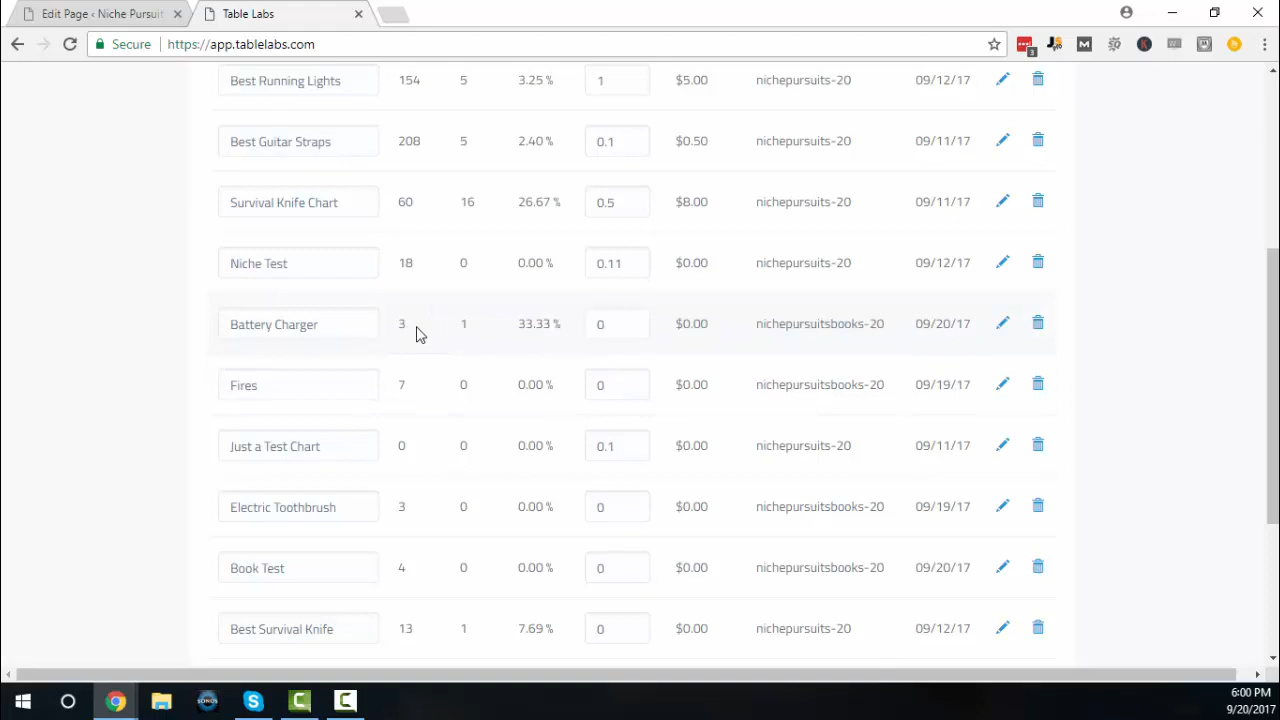 Edit Page ‹ Niche Pursuit
Table Labs
Secure
https://app.tablelabs.com
3
Best Running Lights 154 5 3.25 % 1 $5.00 nichepursuits-20 09/12/17
Best Guitar Straps 208 5 2.40 % 0.1 $0.50 nichepursuits-20 09/11/17
Survival Knife Chart 60 16 26.67 % 0.5 $8.00 nichepursuits-20 09/11/17
Niche Test 18 0 0.00 % 0.11 $0.00 nichepursuits-20 09/12/17
Battery Charger 3 1 33.33 % 0 $0.00 nichepursuitsbooks-20 09/20/17
Fires 7 0 0.00 % 0 $0.00 nichepursuitsbooks-20 09/19/17
Just a Test Chart 0 0 0.00 % 0.1 $0.00 nichepursuits-20 09/11/17
Electric Toothbrush 3 0 0.00 % 0 $0.00 nichepursuitsbooks-20 09/19/17
Book Test 4 0 0.00 % 0 $0.00 nichepursuitsbooks-20 09/20/17
Best Survival Knife 13 1 7.69 % 0 $0.00 nichepursuits-20 09/12/17
SONOS
6:00 PM
9/20/2017